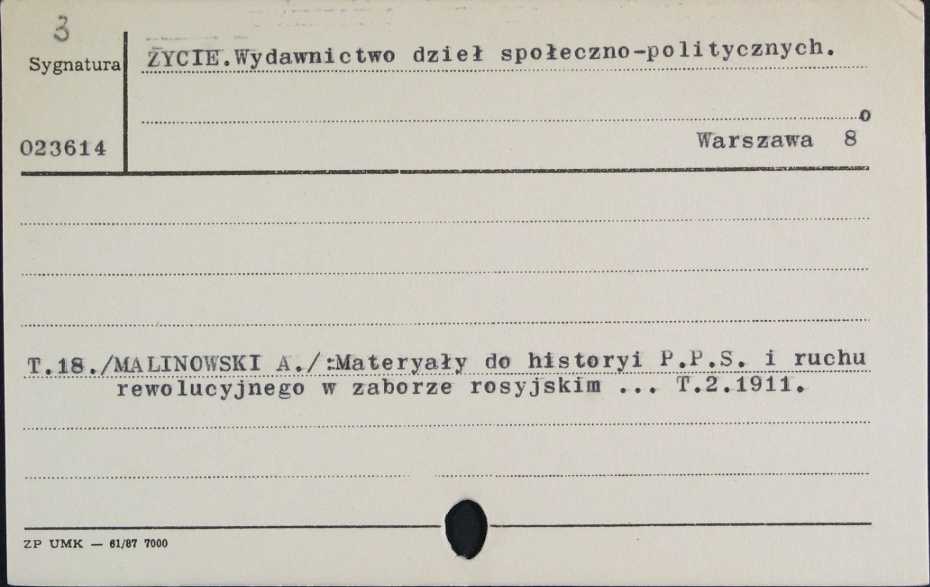 3
Sygnatura
ŻYCIE.Wydawnictwo dzieł społeczno-politycznych.
023614
Warszawa 8o
T.18./MALINOWSKI A./:Materyały do historyi P.P.S. i ruchu
rewolucyjnego w zaborze rosyjskim ... T.2.1911.
ZP UMK — 61/87 7000